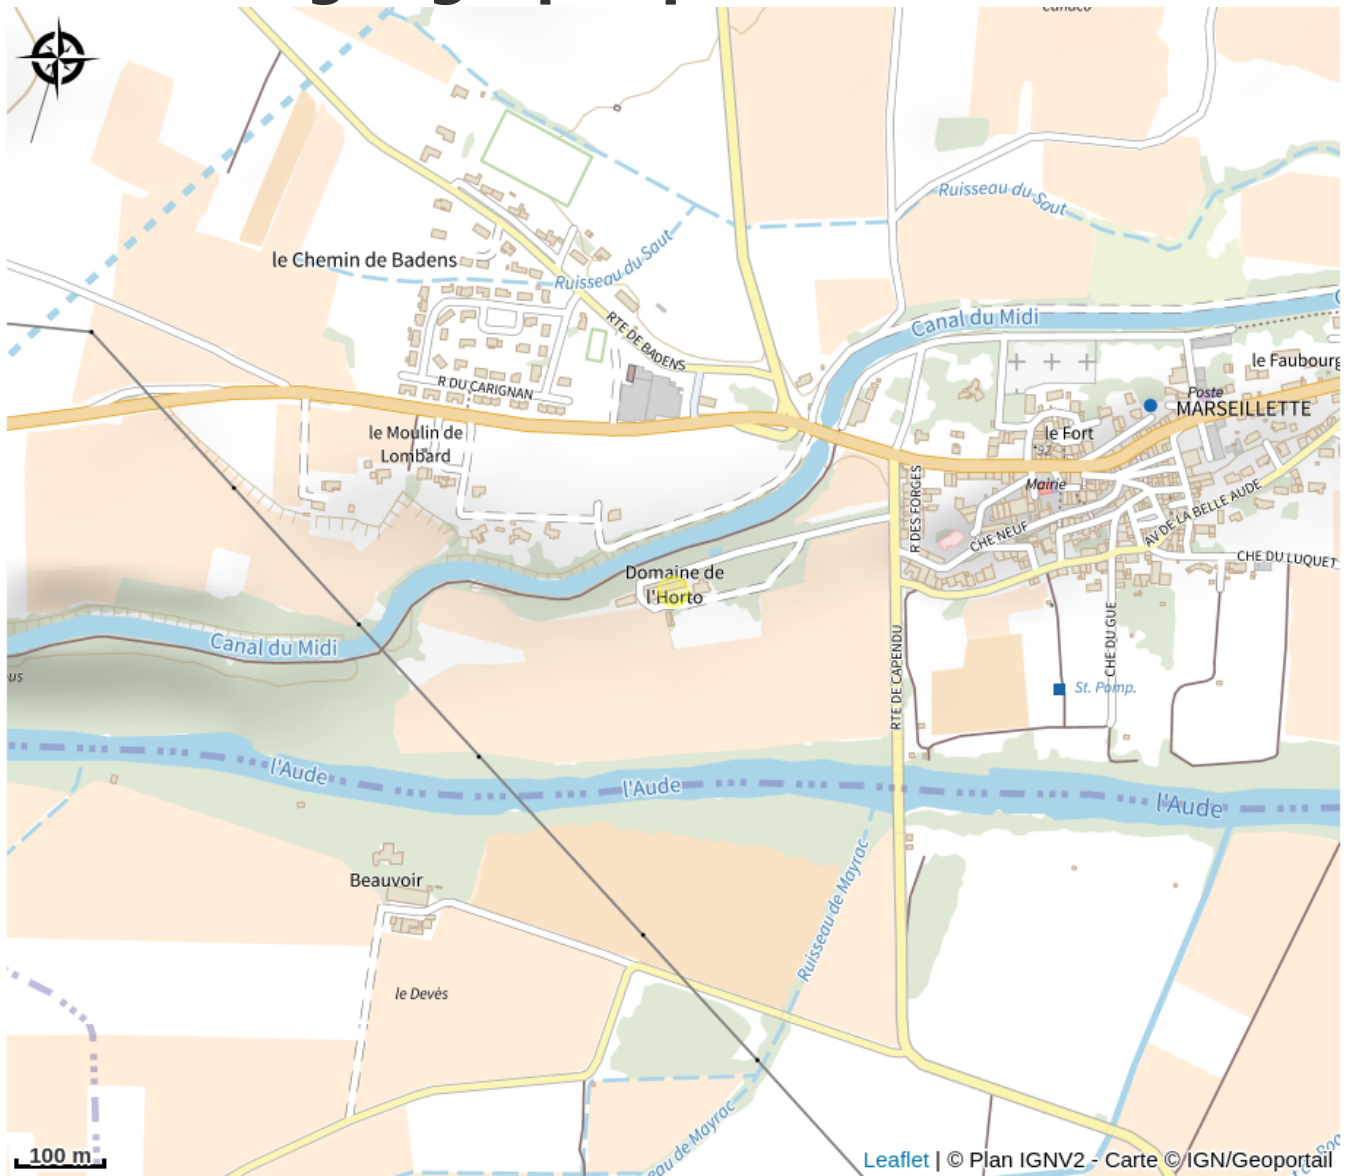 Ruisseau du Saut
le Chemin de Badens
Ruisseau du Saut
Canal du Midi
RTE DE BADENS
le Faubourg
R DU CARIGNAN
Poste
MARSEILLETTE
le Moulin de
Lombard
le Fort
92
Mairie
R DES FORGES
AV DE LA BELLE AUDE
CHE NEUF
CHE DU LUQUET
Domaine de
l'Horto
CHE DU GUE
Canal du Midi
RTE DE CAPENDU
St. Pomp.
l'Aude
l'Aude
l'Aude
Beauvoir
Ruisseau de Mayrac
le Devès
eau de Mayrac
100 m
Leaflet | © Plan IGNV2 - Carte © IGN/Geoportail